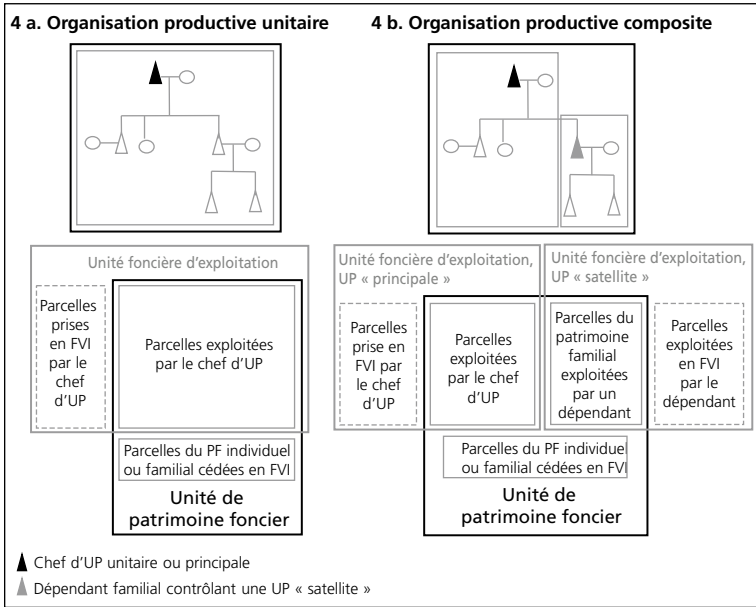 4 a. Organisation productive unitaire
4 b. Organisation productive composite
Unité foncière d'exploitation
Parcelles
prises
en FVI
par le
chef
d'UP
Parcelles exploitées
par le chef d'UP
Parcelles du PF individuel
ou familial cédées en FVI
Unité de
patrimoine foncier
Unité foncière d'exploitation,
UP « principale »
Unité foncière d'exploitation,
UP « satellite »
Parcelles
prise en
FVI par
le chef
d'UP
Parcelles
exploitées
par le chef
d'UP
Parcelles du
patrimoine
familial
exploitées
par un
dépendant
Parcelles
exploitées
en FVI
par le
dépendant
Parcelles du PF individuel
ou familial cédées en FVI
Unité de
patrimoine foncier
Chef d'UP unitaire ou principale
Dépendant familial contrôlant une UP « satellite »